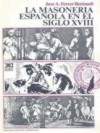 José A. Ferrer Benimeli
LA MASONERIA
ESPAÑOLA EN EL
SIGLO XVIII